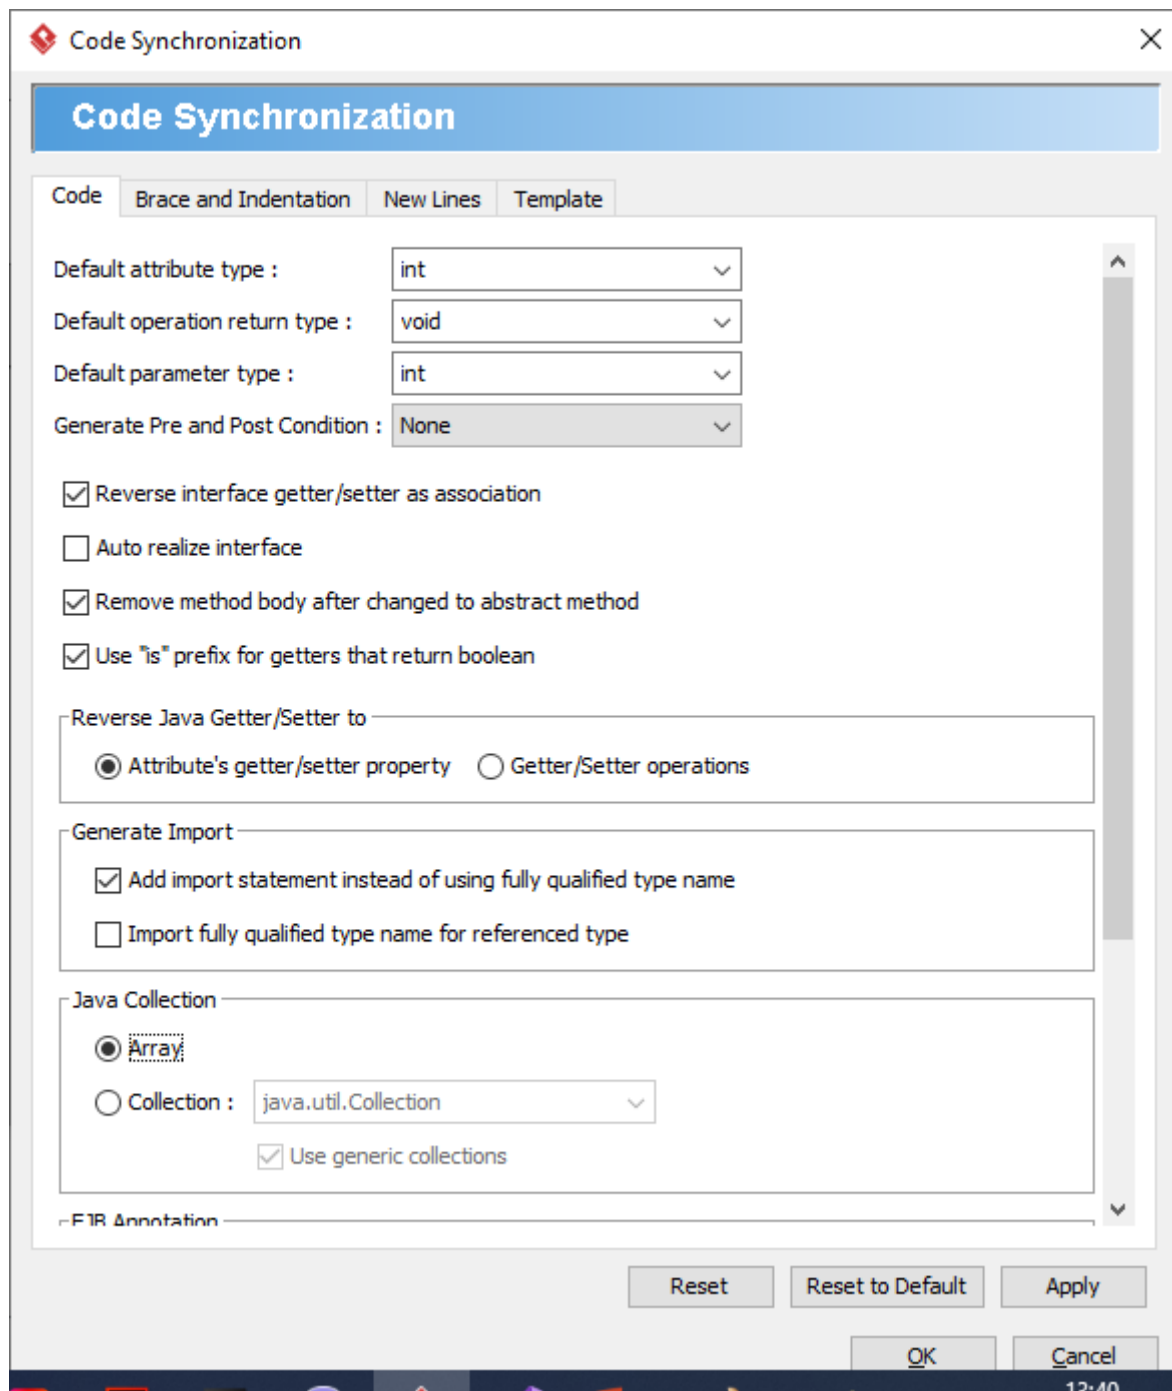 Code Synchronization
Code Synchronization
Code Brace and Indentation New Lines Template
Default attribute type : int
Default operation return type : void
Default parameter type : int
Generate Pre and Post Condition : None
Reverse interface getter/setter as association
Auto realize interface
Remove method body after changed to abstract method
Use "is" prefix for getters that return boolean
Reverse Java Getter/Setter to
Attribute's getter/setter property Getter/Setter operations
Generate Import
Add import statement instead of using fully qualified type name
Import fully qualified type name for referenced type
Java Collection
Array
Collection : java.util.Collection
Use generic collections
EJB Annotation
Reset Reset to Default Apply
OK Cancel